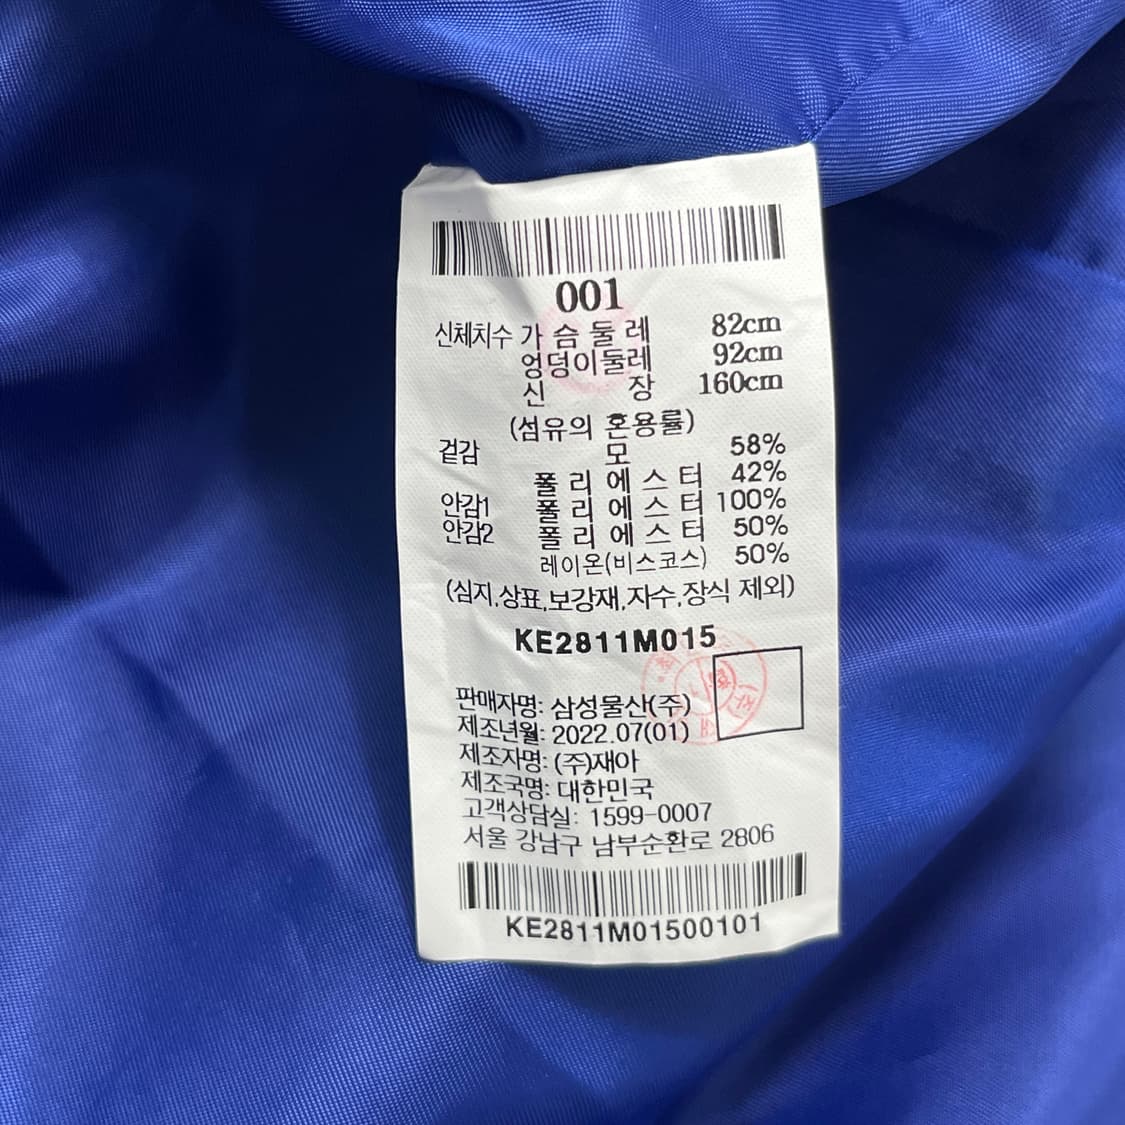 001
신체치수 가 슴 둘 레 82cm
엉덩이둘레 92cm
신 장 160cm
(섬유의 혼용률)
겉감 모 58%
폴 리 에 스 터 42%
안감1 폴 리 에 스 터 100%
안감2 폴 리 에 스 터 50%
레이온(비스코스) 50%
(심지,상표,보강재,자수,장식 제외)
KE2811M015
판매자명: 삼성물산(주)
제조년월: 2022.07(01)
제조자명: (주)재아
제조국명: 대한민국
고객상담실: 1599-0007
서울 강남구 남부순환로 2806
KE2811M01500101